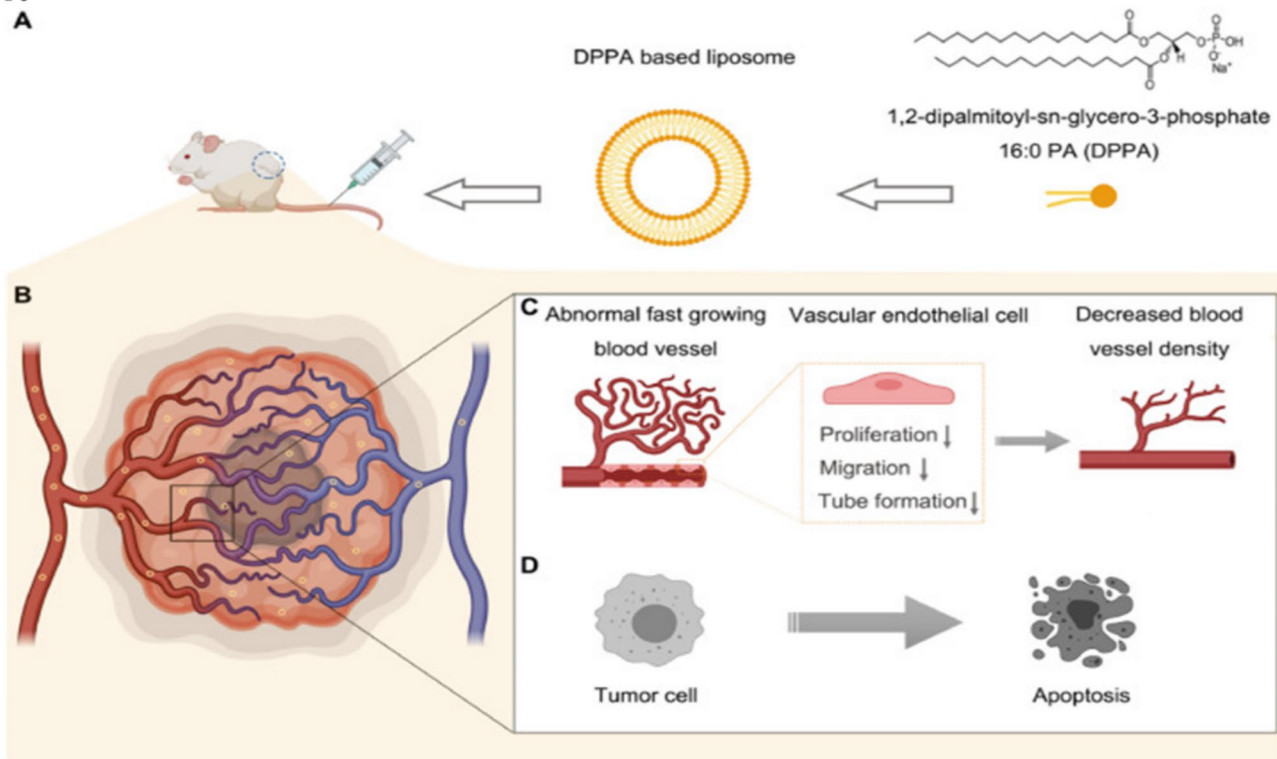 A
DPPA based liposome
O
O
O
O
P
OH
O
O-
H
Na+
O
1,2-dipalmitoyl-sn-glycero-3-phosphate
16:0 PA (DPPA)
B
C
Abnormal fast growing
blood vessel
Vascular endothelial cell
Proliferation ↓
Migration ↓
Tube formation ↓
Decreased blood
vessel density
D
Tumor cell
Apoptosis